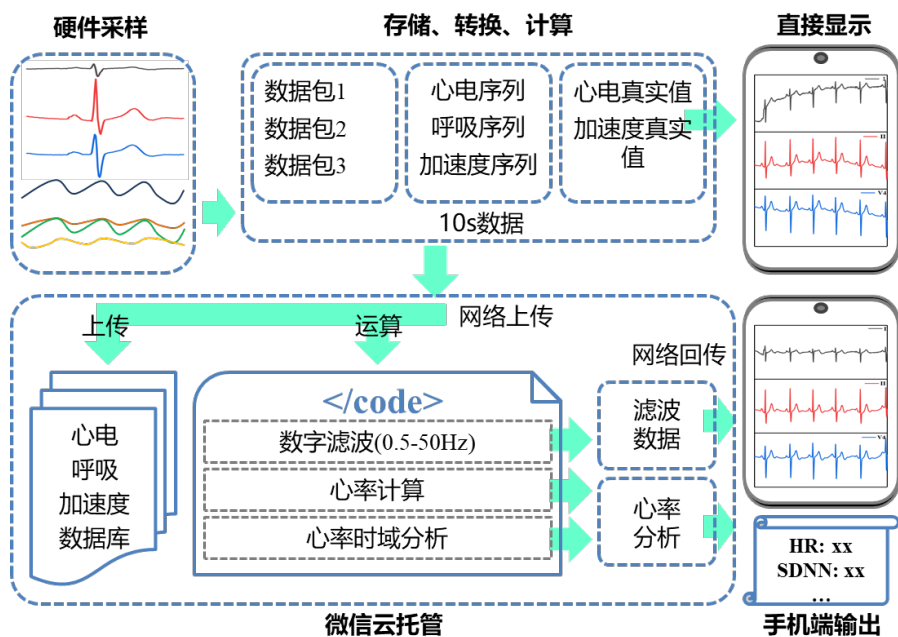 硬件采样
存储、转换、计算
直接显示
数据包1
数据包2
数据包3
心电序列
呼吸序列
加速度序列
心电真实值
加速度真实
值
10s数据
I
II
V4
上传
运算
网络上传
网络回传
心电
呼吸
加速度
数据库
</code>
数字滤波(0.5-50Hz)
心率计算
心率时域分析
滤波
数据
心率
分析
I
II
V4
HR: xx
SDNN: xx
...
微信云托管
手机端输出